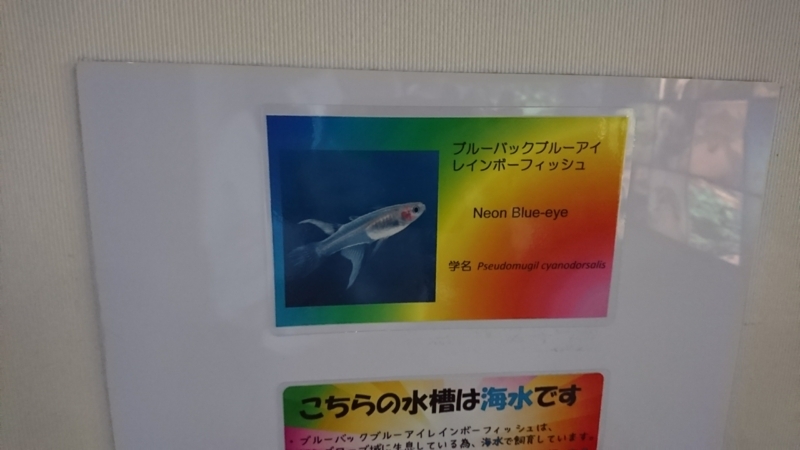 ブルーバックブルーアイ
レインボーフィッシュ
Neon Blue-eye
学名 Pseudomugil cyanodorsalis
こちらの水槽は海水です
・ブルーバックブルーアイレインボーフィッシュは、
ローブ域に生息している為、海水で飼育しています。